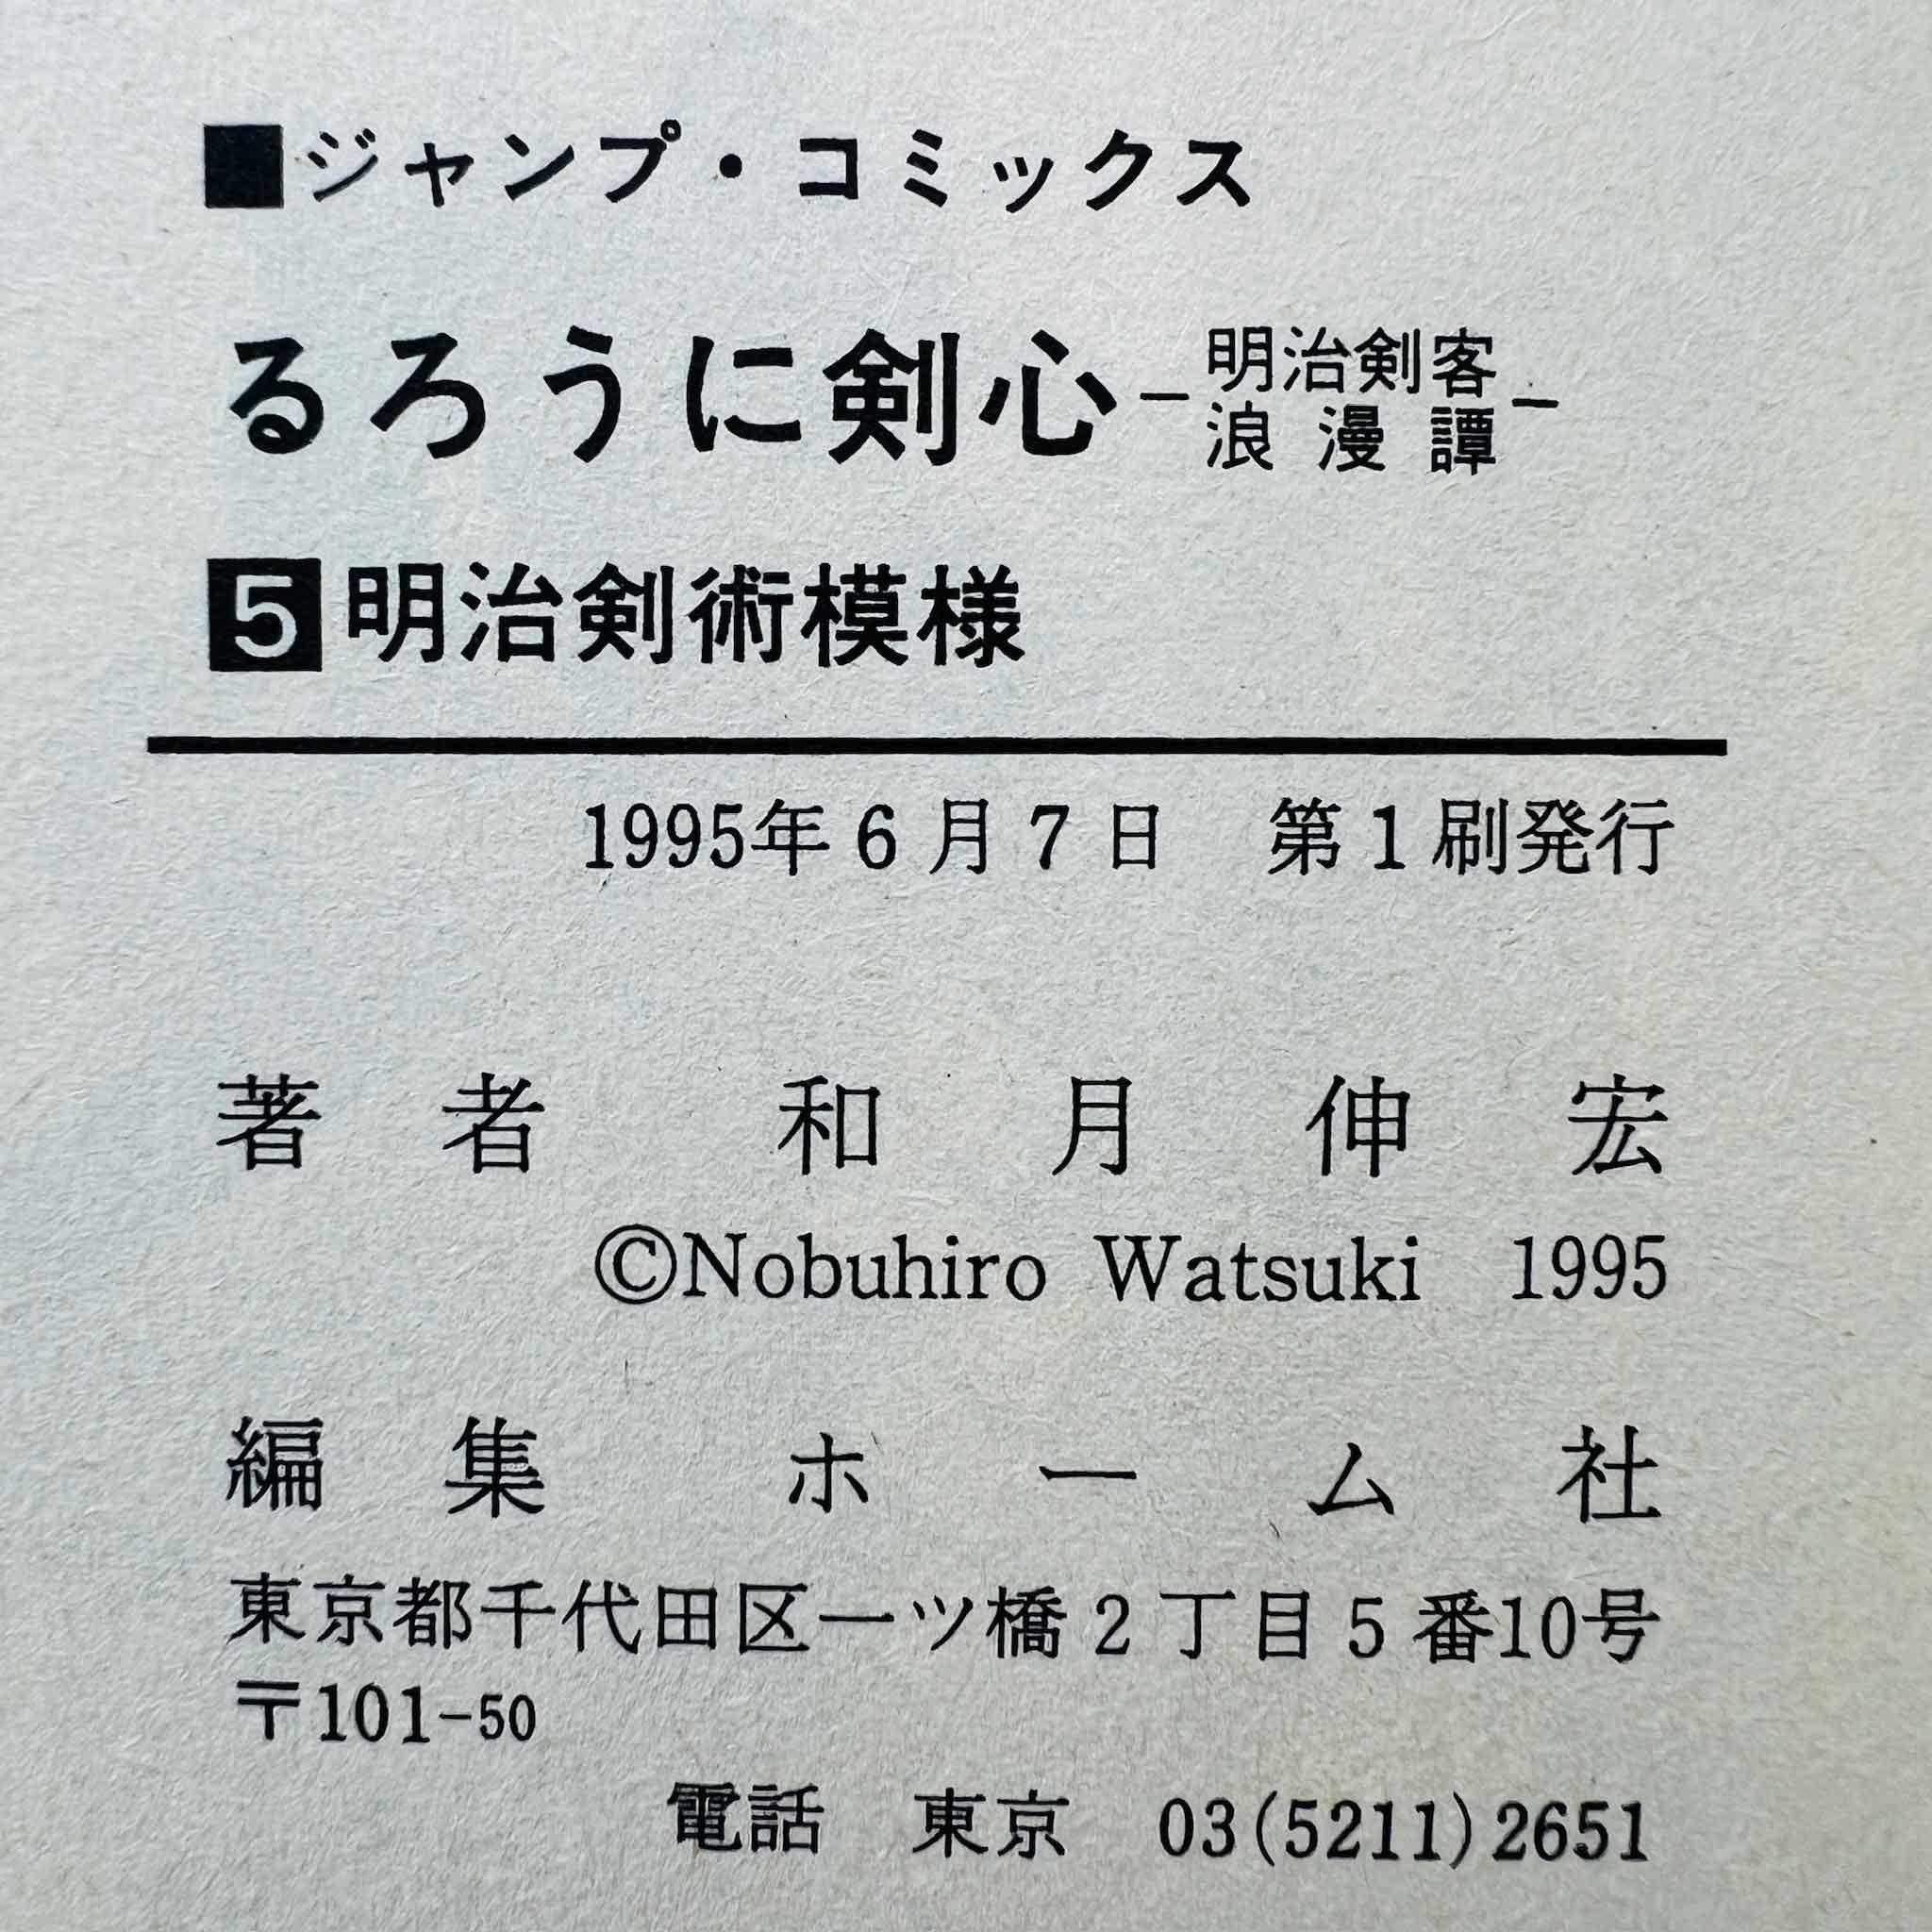 ■ジャンプ・コミックス
るろうに剣心−明治剣客浪漫譚−
5明治剣術模様
1995年6月7日　第1刷発行
著者　和月伸宏
©Nobuhiro Watsuki 1995
編集　ホーム社
東京都千代田区一ツ橋2丁目5番10号
〒101-50
電話　東京　03(5211)2651